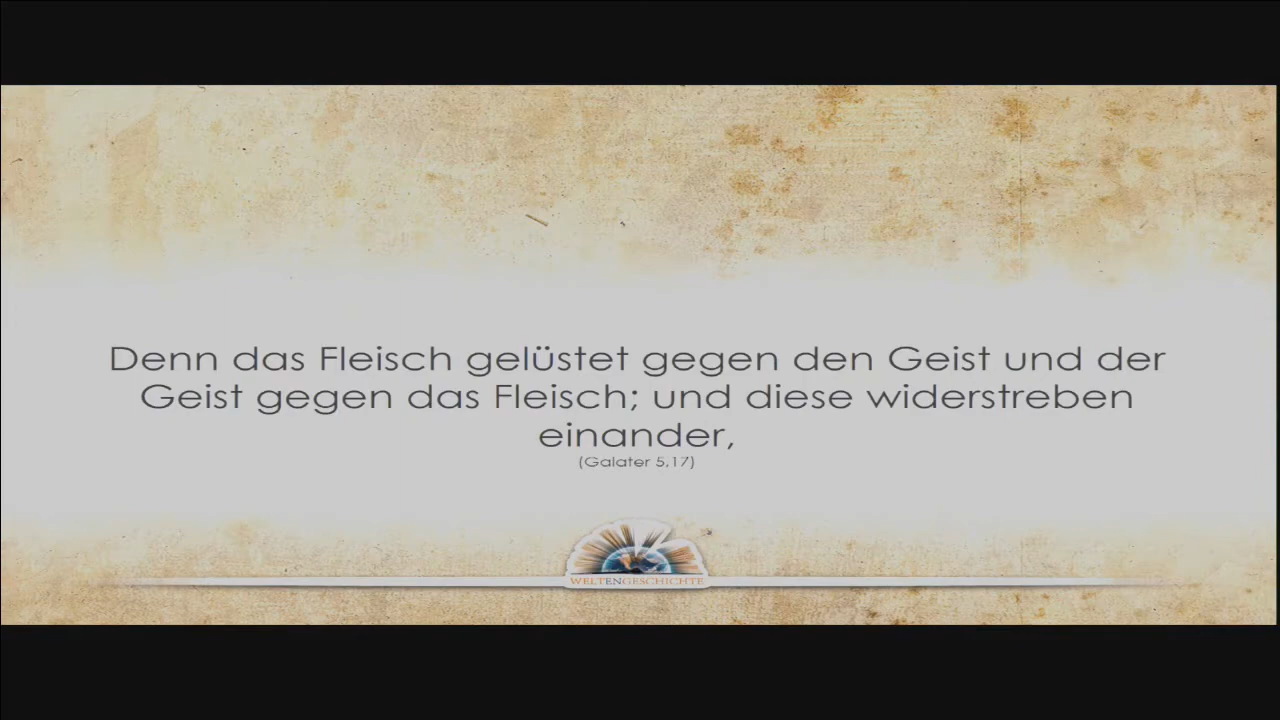 Denn das Fleisch gelüstet gegen den Geist und der
Geist gegen das Fleisch; und diese widerstreben
einander,
(Galater 5,17)
WELTENGESCHICHTE